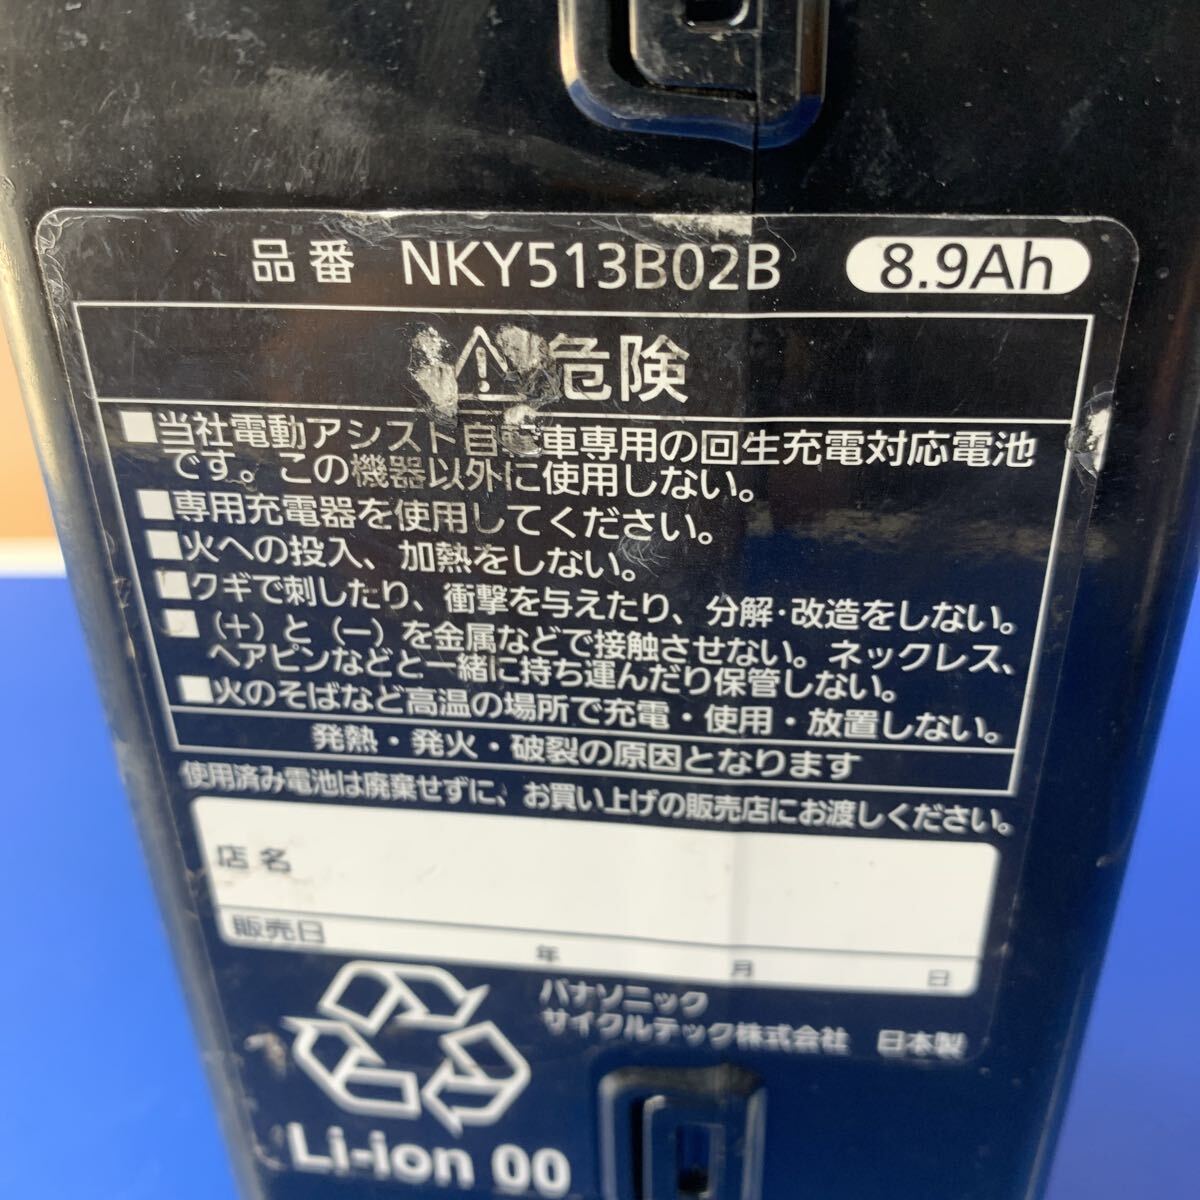 品番 NKY513B02B 8.9Ah
危険
■当社電動アシスト自転車専用の回生充電対応電池
です。この機器以外に使用しない。
■専用充電器を使用してください。
■火への投入、加熱をしない。
■クギで刺したり、衝撃を与えたり、分解・改造をしない。
■(+)と(ー)を金属などで接触させない。ネックレス、
ヘアピンなどと一緒に持ち運んだり保管しない。
■火のそばなど高温の場所で充電・使用・放置しない。
発熱・発火・破裂の原因となります
使用済み電池は廃棄せずに、お買い上げの販売店にお渡しください。
店名
販売日 年 月 日
パナソニック
サイクルテック株式会社 日本製
Li-ion 00